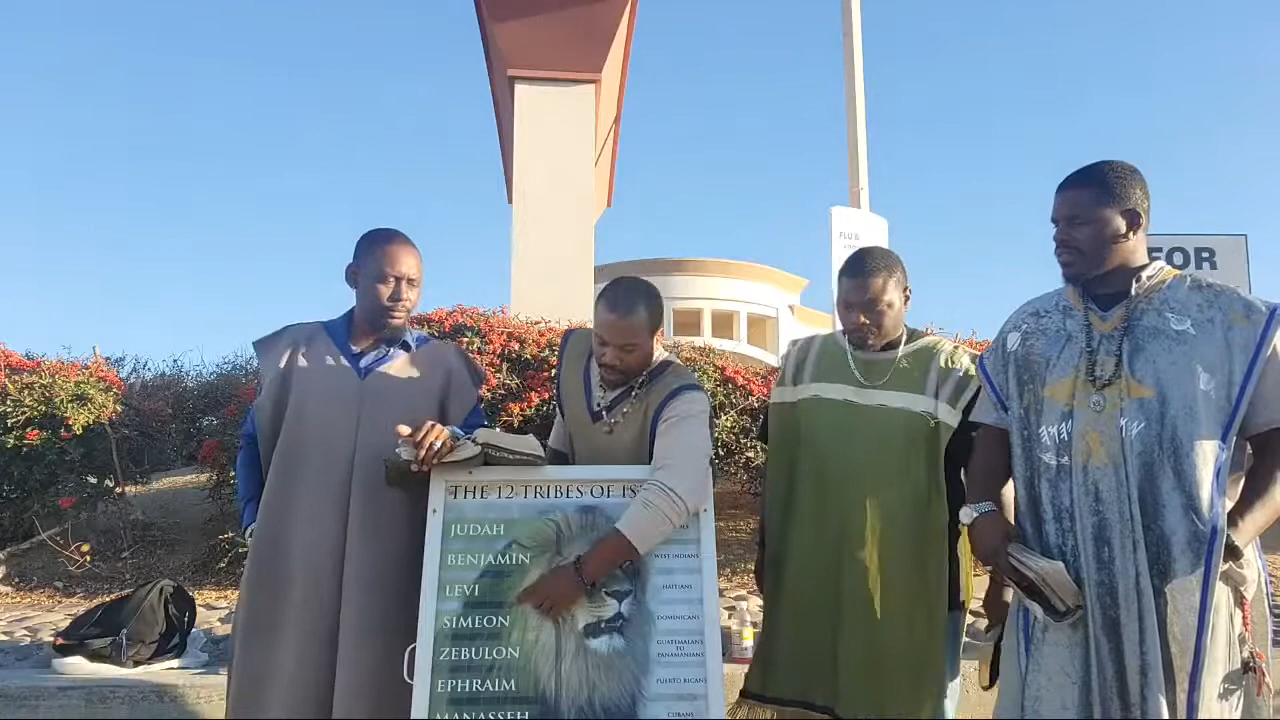 FLU &
FOR
THE 12 TRIBES OF IS
JUDAH
BENJAMIN
WEST INDIANS
LEVI
HAITIANS
SIMEON
DOMINICANS
ZEBULON
GUATEMALANS
TO
PANAMANIANS
EPHRAIM
PUERTO RICANS
MANASSEH
CUBANS